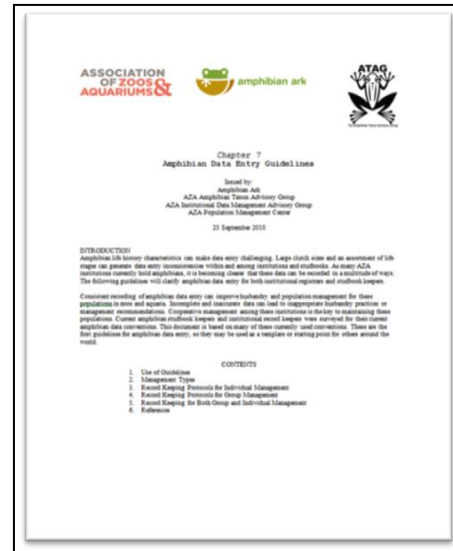 ASSOCIATION
OF ZOOS &
AQUARIUMS
amphibian ark
ATAG
Chapter 7
Amphibian Data Entry Guidelines
Issued by:
Amphibian Ark
AZA Amphibian Taxon Advisory Group
AZA Institutional Data Management Advisory Group
AZA Population Management Center
23 September 2010
INTRODUCTION
Amphibian life history characteristics can make data entry challenging. Large clutch sizes and an assortment of life
stages can generate data entry inconsistencies within and among institutions and studbooks. As many AZA
institutions currently hold amphibians, it is becoming clearer that these data can be recorded in a multitude of ways.
The following guidelines will clarify amphibian data entry for both institutional registrars and studbook keepers.
Consistent recording of amphibian data entry can improve husbandry and population management for these
populations in zoos and aquaria. Incomplete and inaccurate data can lead to inappropriate husbandry practices or
management recommendations. Cooperative management among these institutions is the key to maintaining these
populations. Current amphibian studbook keepers and institutional record keepers were surveyed for their current
amphibian data conventions. This document is based on many of these currently used conventions. These are the
first guidelines for amphibian data entry, so they may be used as a template or starting point for others around the
world.
CONTENTS
1. Use of Guidelines
2. Management Types
3. Record Keeping Protocols for Individual Management
4. Record Keeping Protocols for Group Management
5. Record Keeping for Both Group and Individual Management
6. References